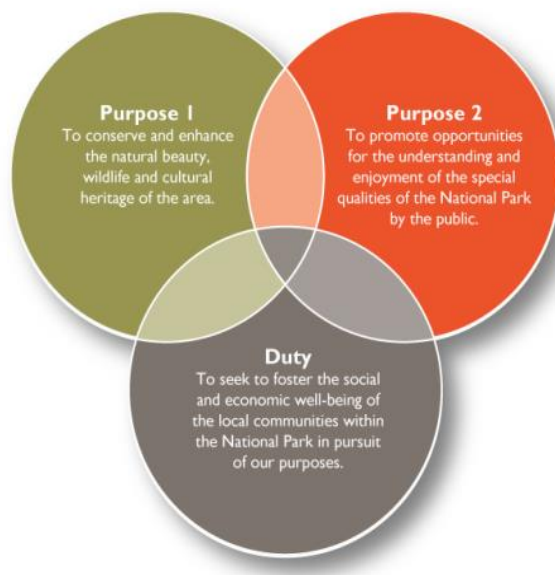 Purpose 1
To conserve and enhance
the natural beauty,
wildlife and cultural
heritage of the area.
Purpose 2
To promote opportunities
for the understanding and
enjoyment of the special
qualities of the National Park
by the public.
Duty
To seek to foster the social
and economic well-being of
the local communities within
the National Park in pursuit
of our purposes.